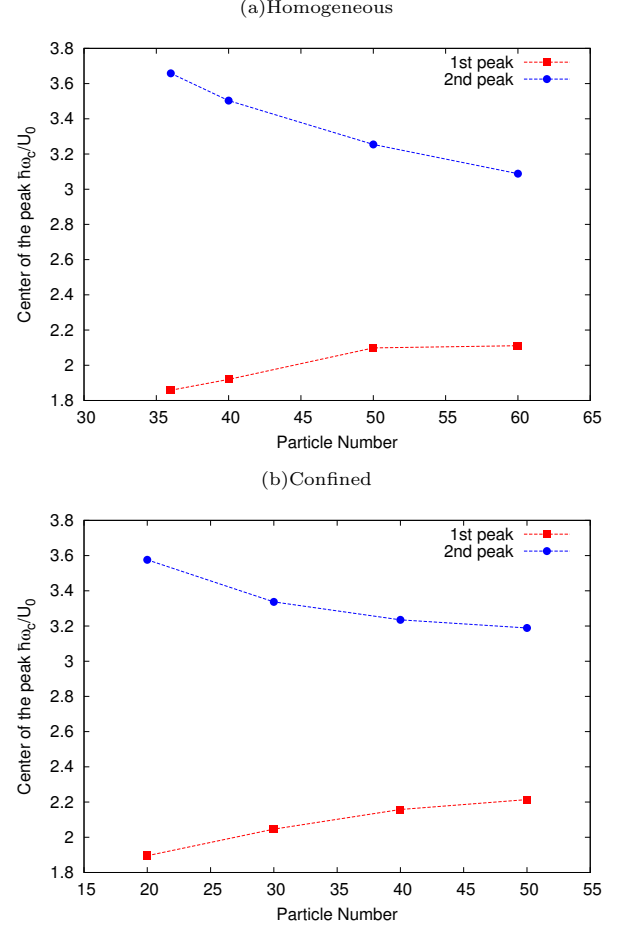 (a)Homogeneous
3.8
3.6
3.4
3.2
3
2.8
2.6
2.4
2.2
2
1.8
Center of the peak ħω_c/U_0
1st peak
2nd peak
30 35 40 45 50 55 60 65
Particle Number
(b)Confined
3.8
3.6
3.4
3.2
3
2.8
2.6
2.4
2.2
2
1.8
Center of the peak ħω_c/U_0
1st peak
2nd peak
15 20 25 30 35 40 45 50 55
Particle Number